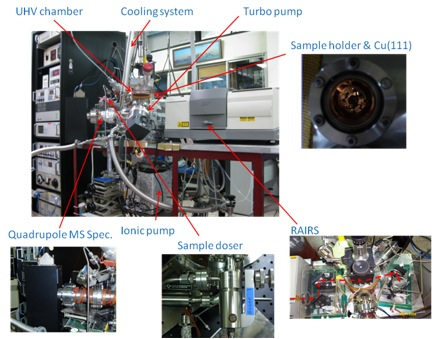 UHV chamber
Cooling system
Turbo pump
Sample holder & Cu(111)
Quadrupole MS Spec.
Ionic pump
Sample doser
RAIRS